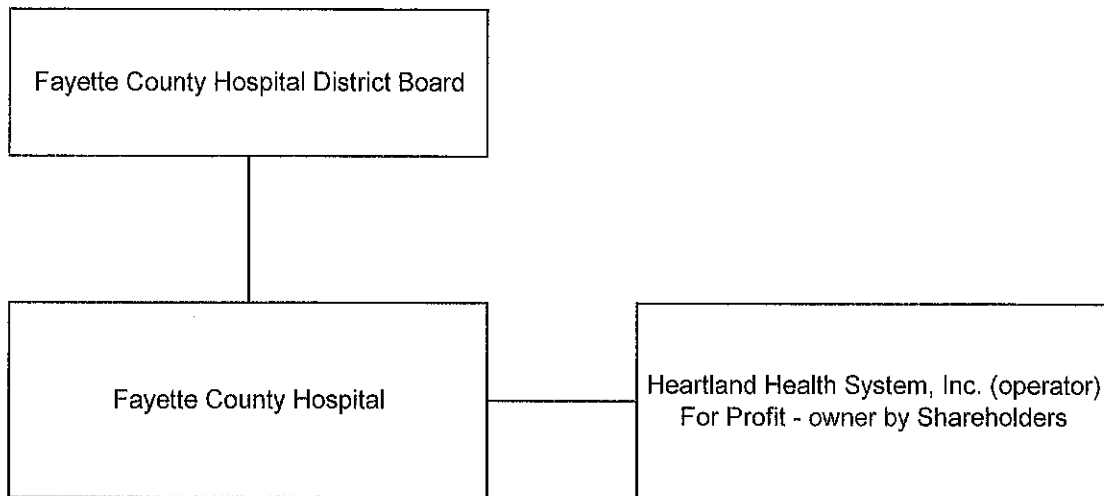 Fayette County Hospital District Board
Fayette County Hospital
Heartland Health System, Inc. (operator)
For Profit - owner by Shareholders